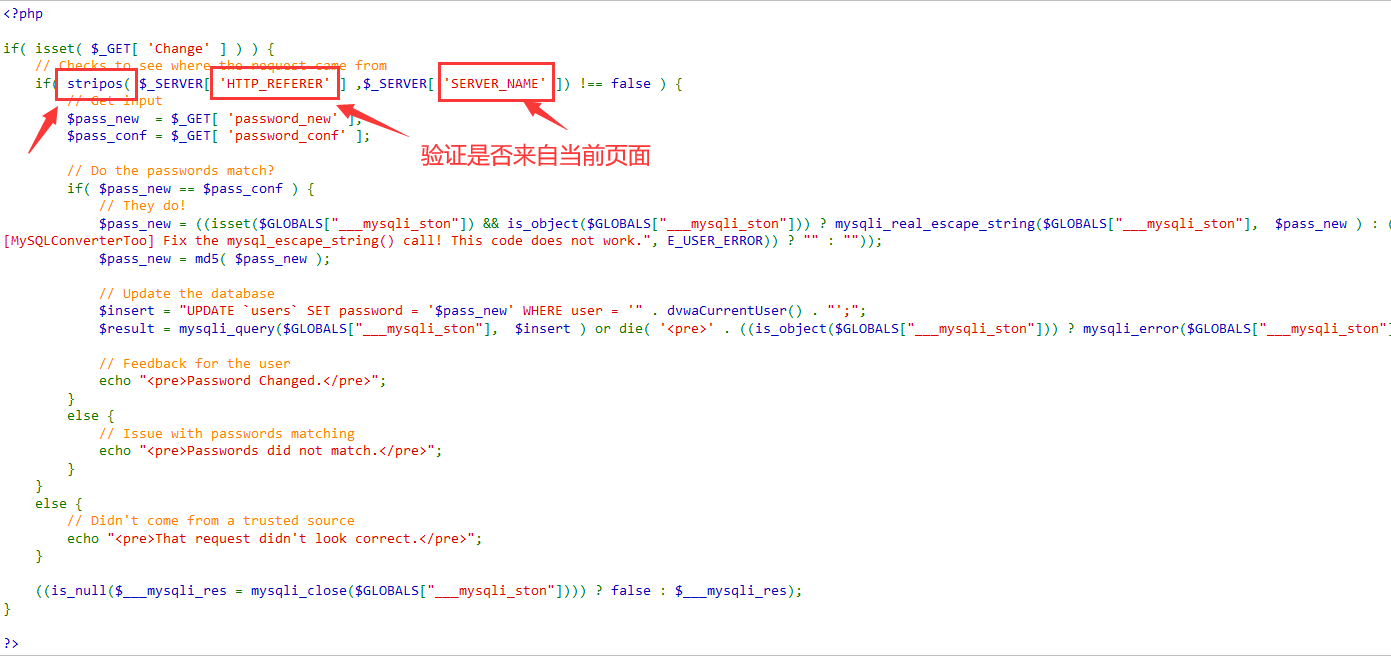 <?php
if( isset( $_GET[ 'Change' ] ) ) {
// Checks to see where the request came from
if( stripos( $_SERVER[ 'HTTP_REFERER' ] ,$_SERVER[ 'SERVER_NAME' ]) !== false ) {
// Get input
$pass_new  = $_GET[ 'password_new' ];
$pass_conf = $_GET[ 'password_conf' ];
验证是否来自当前页面
// Do the passwords match?
if( $pass_new == $pass_conf ) {
// They do!
$pass_new = ((isset($GLOBALS["___mysqli_ston"]) && is_object($GLOBALS["___mysqli_ston"])) ? mysqli_real_escape_string($GLOBALS["___mysqli_ston"],  $pass_new ) : (
[MySQLConverterToo] Fix the mysql_escape_string() call! This code does not work.", E_USER_ERROR)) ? "" : ""));
$pass_new = md5( $pass_new );
// Update the database
$insert = "UPDATE `users` SET password = '$pass_new' WHERE user = '" . dvwaCurrentUser() . "';";
$result = mysqli_query($GLOBALS["___mysqli_ston"],  $insert ) or die( '<pre>' . ((is_object($GLOBALS["___mysqli_ston"])) ? mysqli_error($GLOBALS["___mysqli_ston"]
// Feedback for the user
echo "<pre>Password Changed.</pre>";
}
else {
// Issue with passwords matching
echo "<pre>Passwords did not match.</pre>";
}
}
else {
// Didn't come from a trusted source
echo "<pre>That request didn't look correct.</pre>";
}
((is_null($___mysqli_res = mysqli_close($GLOBALS["___mysqli_ston"]))) ? false : $___mysqli_res);
}
?>